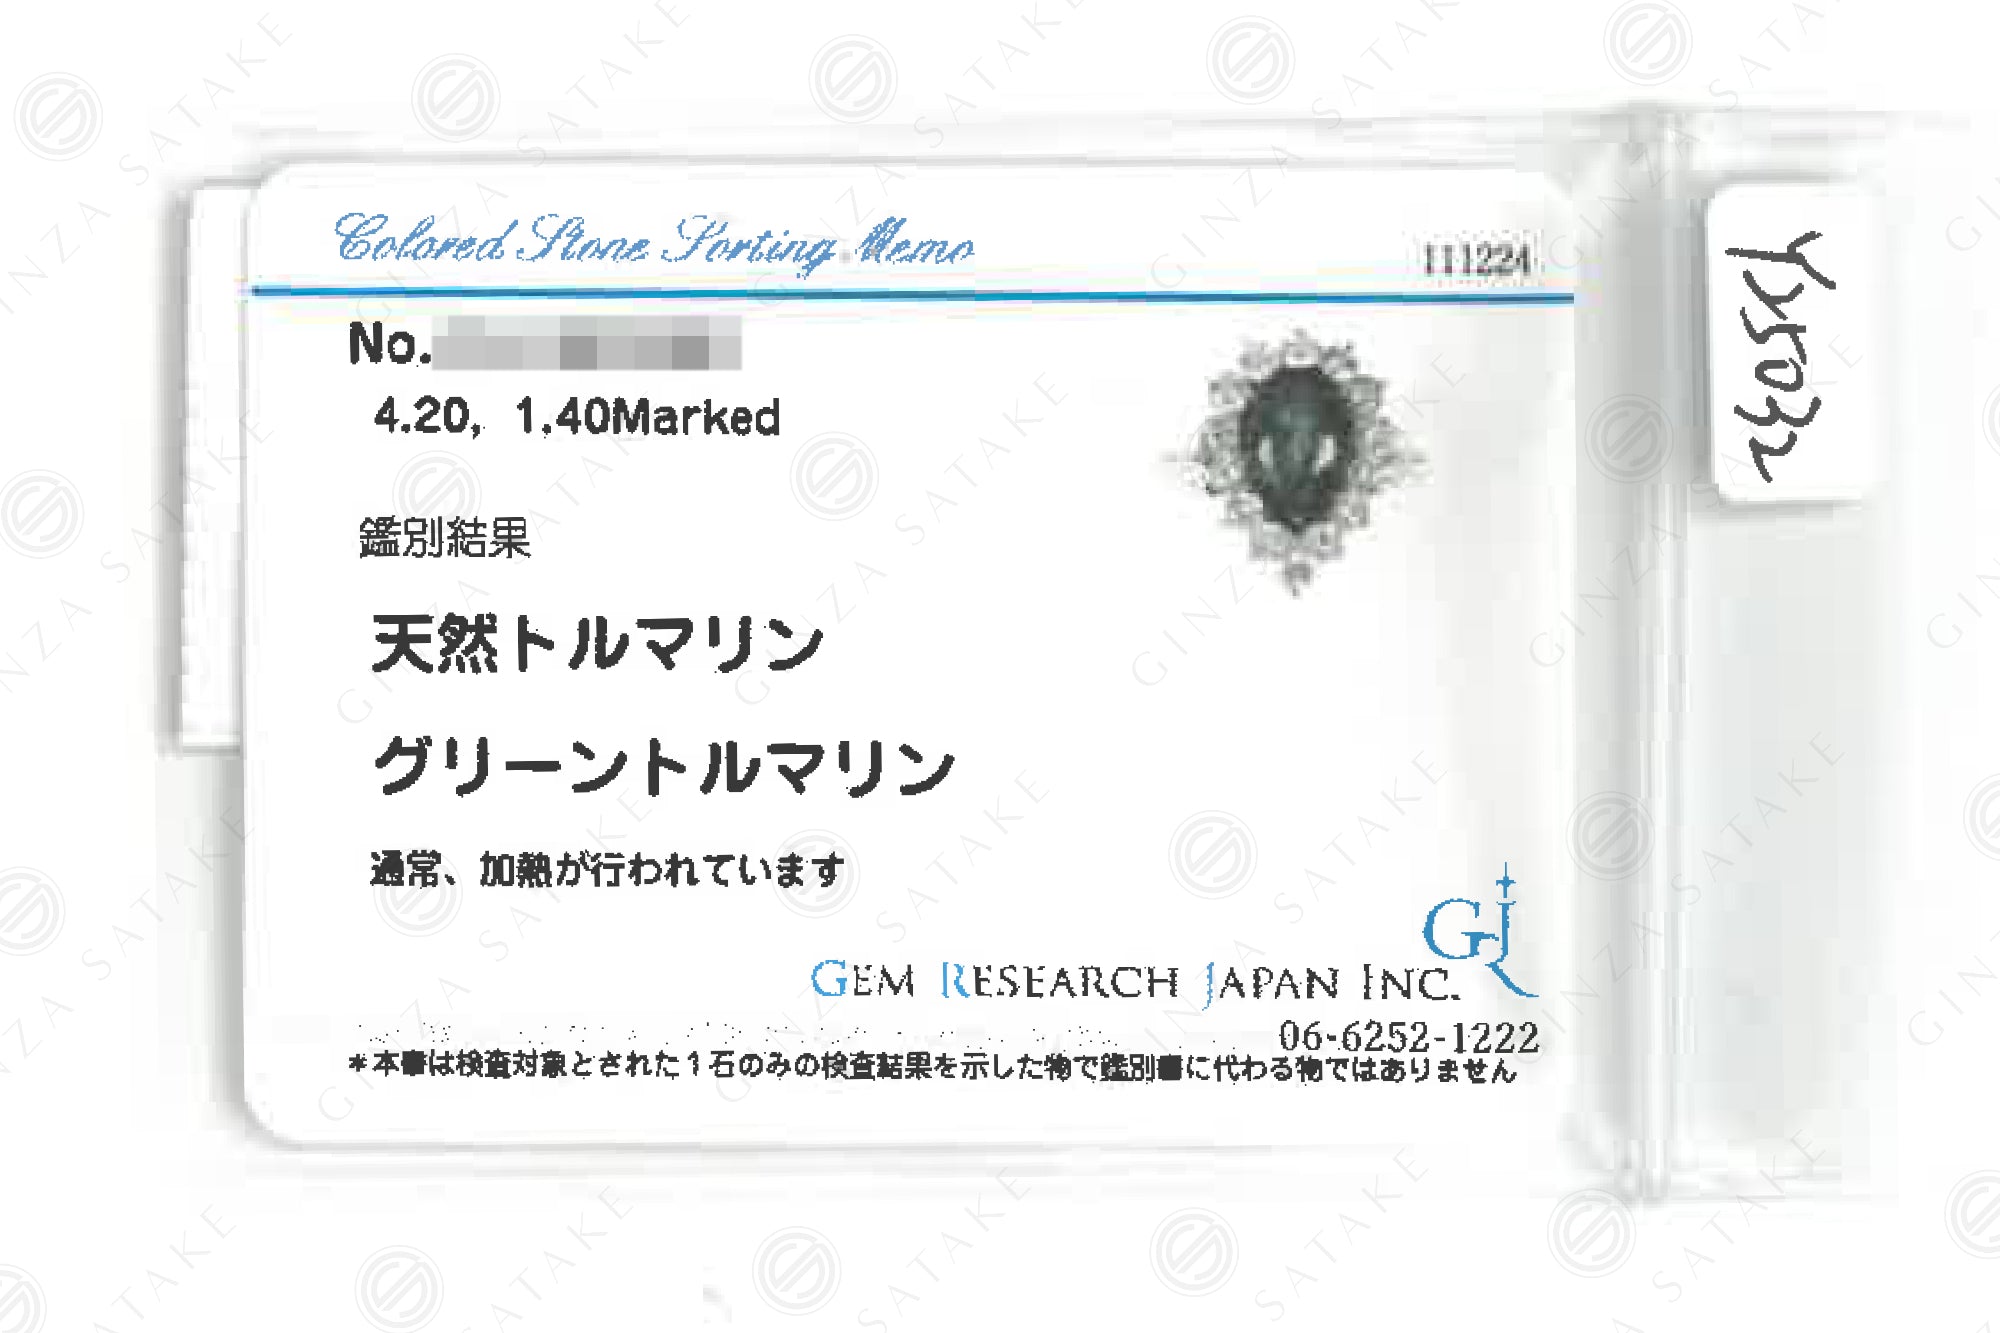 Colored Stone Sorting Memo
111224
No.
4.20, 1.40Marked
鑑別結果
天然トルマリン
グリーントルマリン
通常、加熱が行われています
GEM RESEARCH JAPAN INC.
06-6252-1222
*本書は検査対象とされた1石のみの検査結果を示した物で鑑別書に代わる物ではありません
GINZA SATAKE